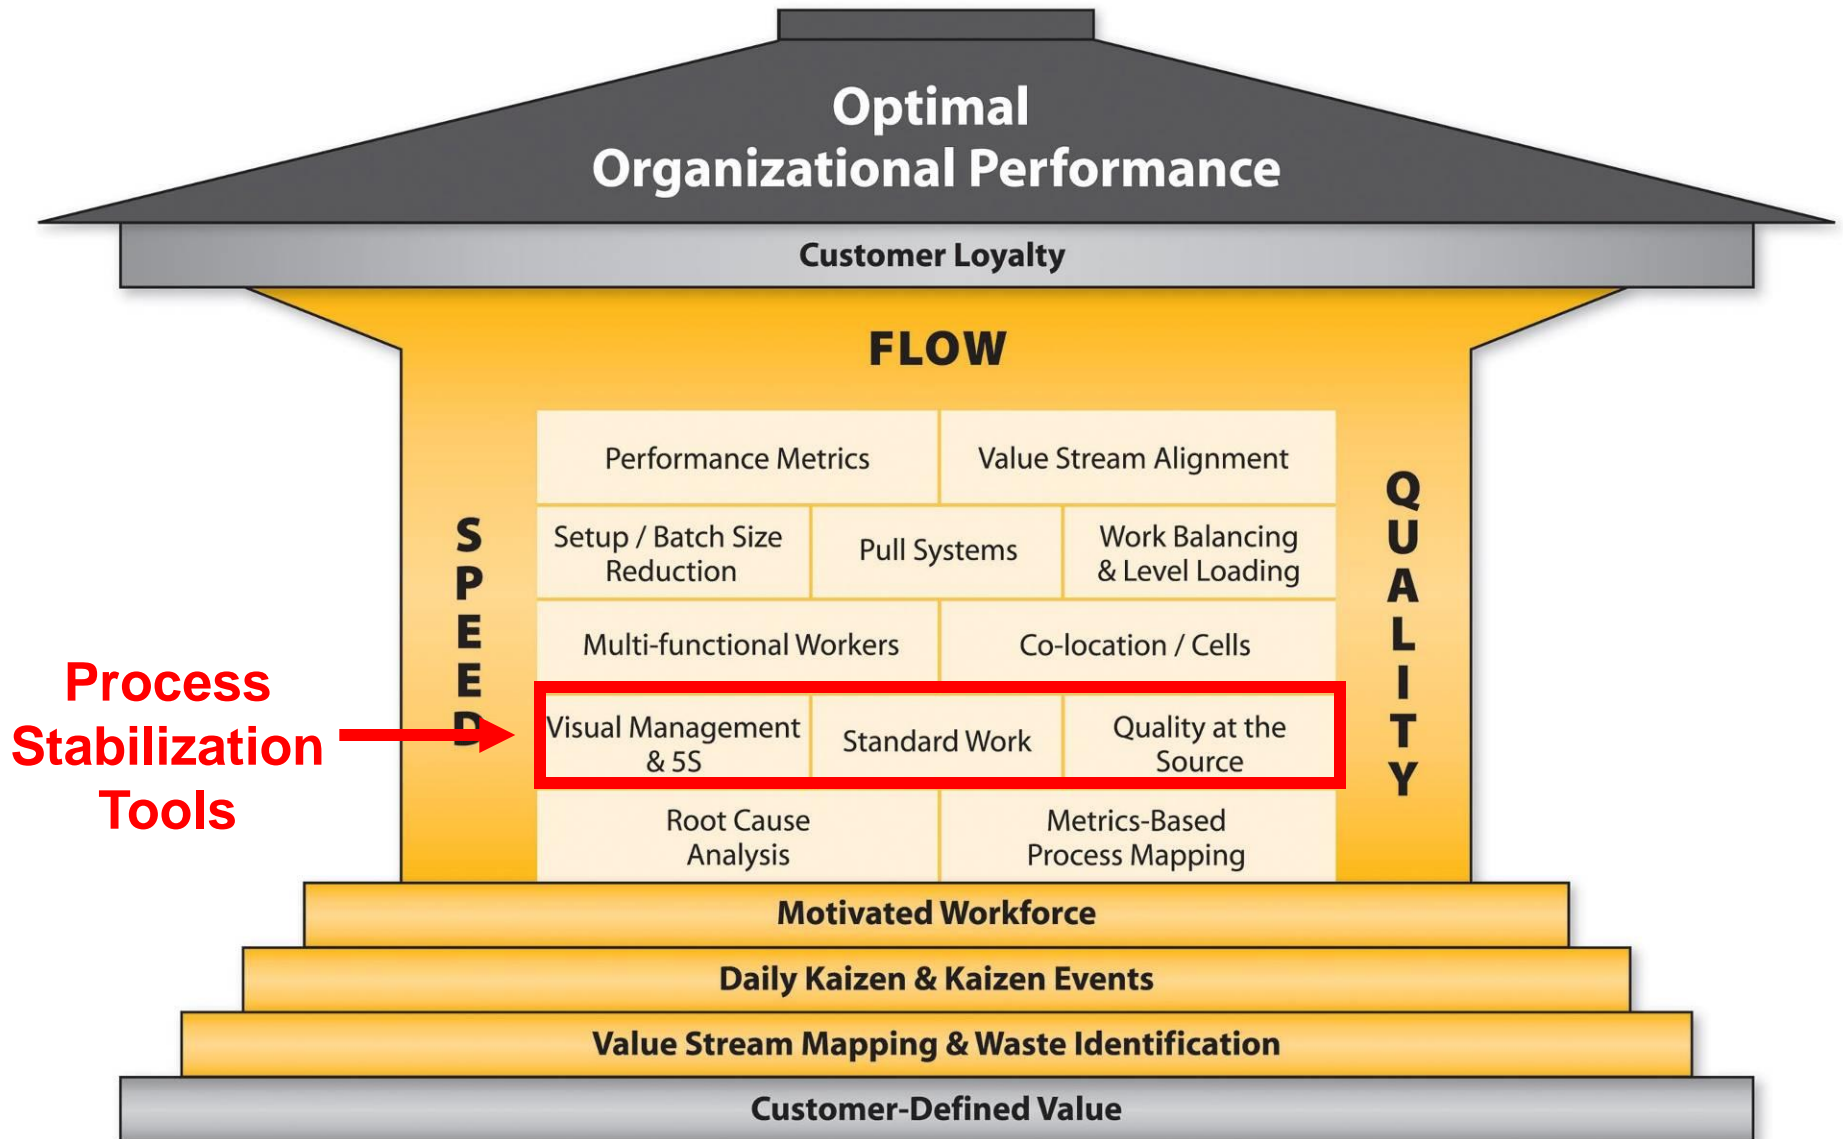 Optimal
Organizational Performance
Customer Loyalty
FLOW
SPEED
QUALITY
Performance Metrics
Value Stream Alignment
Setup / Batch Size
Reduction
Pull Systems
Work Balancing
& Level Loading
Multi-functional Workers
Co-location / Cells
Process
Stabilization
Tools
Visual Management
& 5S
Standard Work
Quality at the
Source
Root Cause
Analysis
Metrics-Based
Process Mapping
Motivated Workforce
Daily Kaizen & Kaizen Events
Value Stream Mapping & Waste Identification
Customer-Defined Value